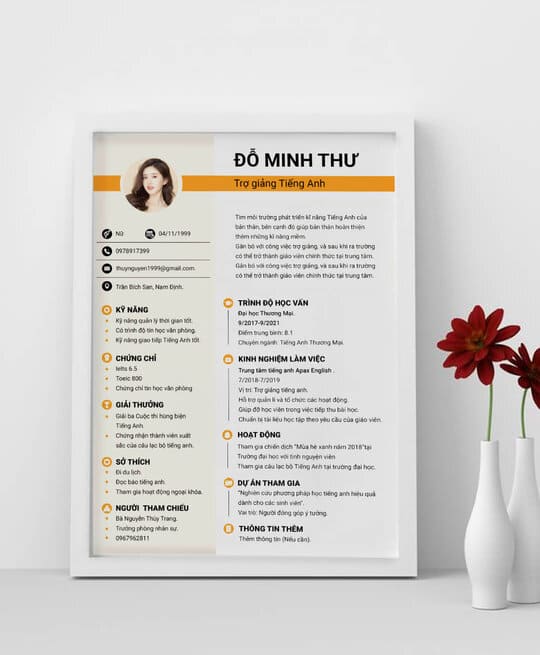 ĐỖ MINH THƯ
Trợ giảng Tiếng Anh
Nữ
04/11/1999
0978917399
thuynguyen1999@gmail.com
Trần Bích San, Nam Định.
KỸ NĂNG
Kỹ năng quản lý thời gian tốt.
Có trình độ tin học văn phòng.
Kỹ năng giao tiếp Tiếng Anh tốt.
CHỨNG CHỈ
Ielts 6.5
Toeic 800
Chứng chỉ tin học văn phòng
GIẢI THƯỞNG
Giải ba Cuộc thi hùng biện
Tiếng Anh.
Chứng nhận thành viên xuất
sắc của câu lạc bộ tiếng anh.
SỞ THÍCH
Đi du lịch.
Đọc báo tiếng anh.
Tham gia hoạt động ngoại khóa.
NGƯỜI THAM CHIẾU
Bà Nguyễn Thùy Trang.
Trưởng phòng nhân sự.
0967962811
Tìm môi trường phát triển kĩ năng Tiếng Anh của
bản thân, bên cạnh đó giúp bản thân hoàn thiện
thêm những kĩ năng mềm.
Gắn bó với công việc trợ giảng, và sau khi ra trường
có thể trở thành giáo viên chính thức tại trung tâm.
Gắn bó với công việc trợ giảng, và sau khi ra trường
có thể trở thành giáo viên chính thức tại trung tâm.
TRÌNH ĐỘ HỌC VẤN
Đại học Thương Mại.
9/2017-9/2021
Điểm trung bình: 8.1
Chuyên ngành: Tiếng Anh Thương Mại.
KINH NGHIỆM LÀM VIỆC
Trung tâm tiếng anh Apax English .
7/2018-7/2019
Vị trí: Trợ giảng tiếng anh.
Hỗ trợ quản lí và tổ chức các hoạt động.
Giúp đỡ học viên trong việc tiếp thu bài học.
Chuẩn bị tài liệu học tập theo yêu cầu của giáo viên.
HOẠT ĐỘNG
Tham gia chiến dịch "Mùa hè xanh năm 2018"tại
Trường đại học với tình nguyện viên
Tham gia câu lạc bộ Tiếng Anh tại trường đại học.
DỰ ÁN THAM GIA
"Nghiên cứu phương pháp học tiếng anh hiệu quả
dành cho các sinh viên".
Vai trò: Người đóng góp ý tưởng.
THÔNG TIN THÊM
Thêm thông tin (Nếu cần).